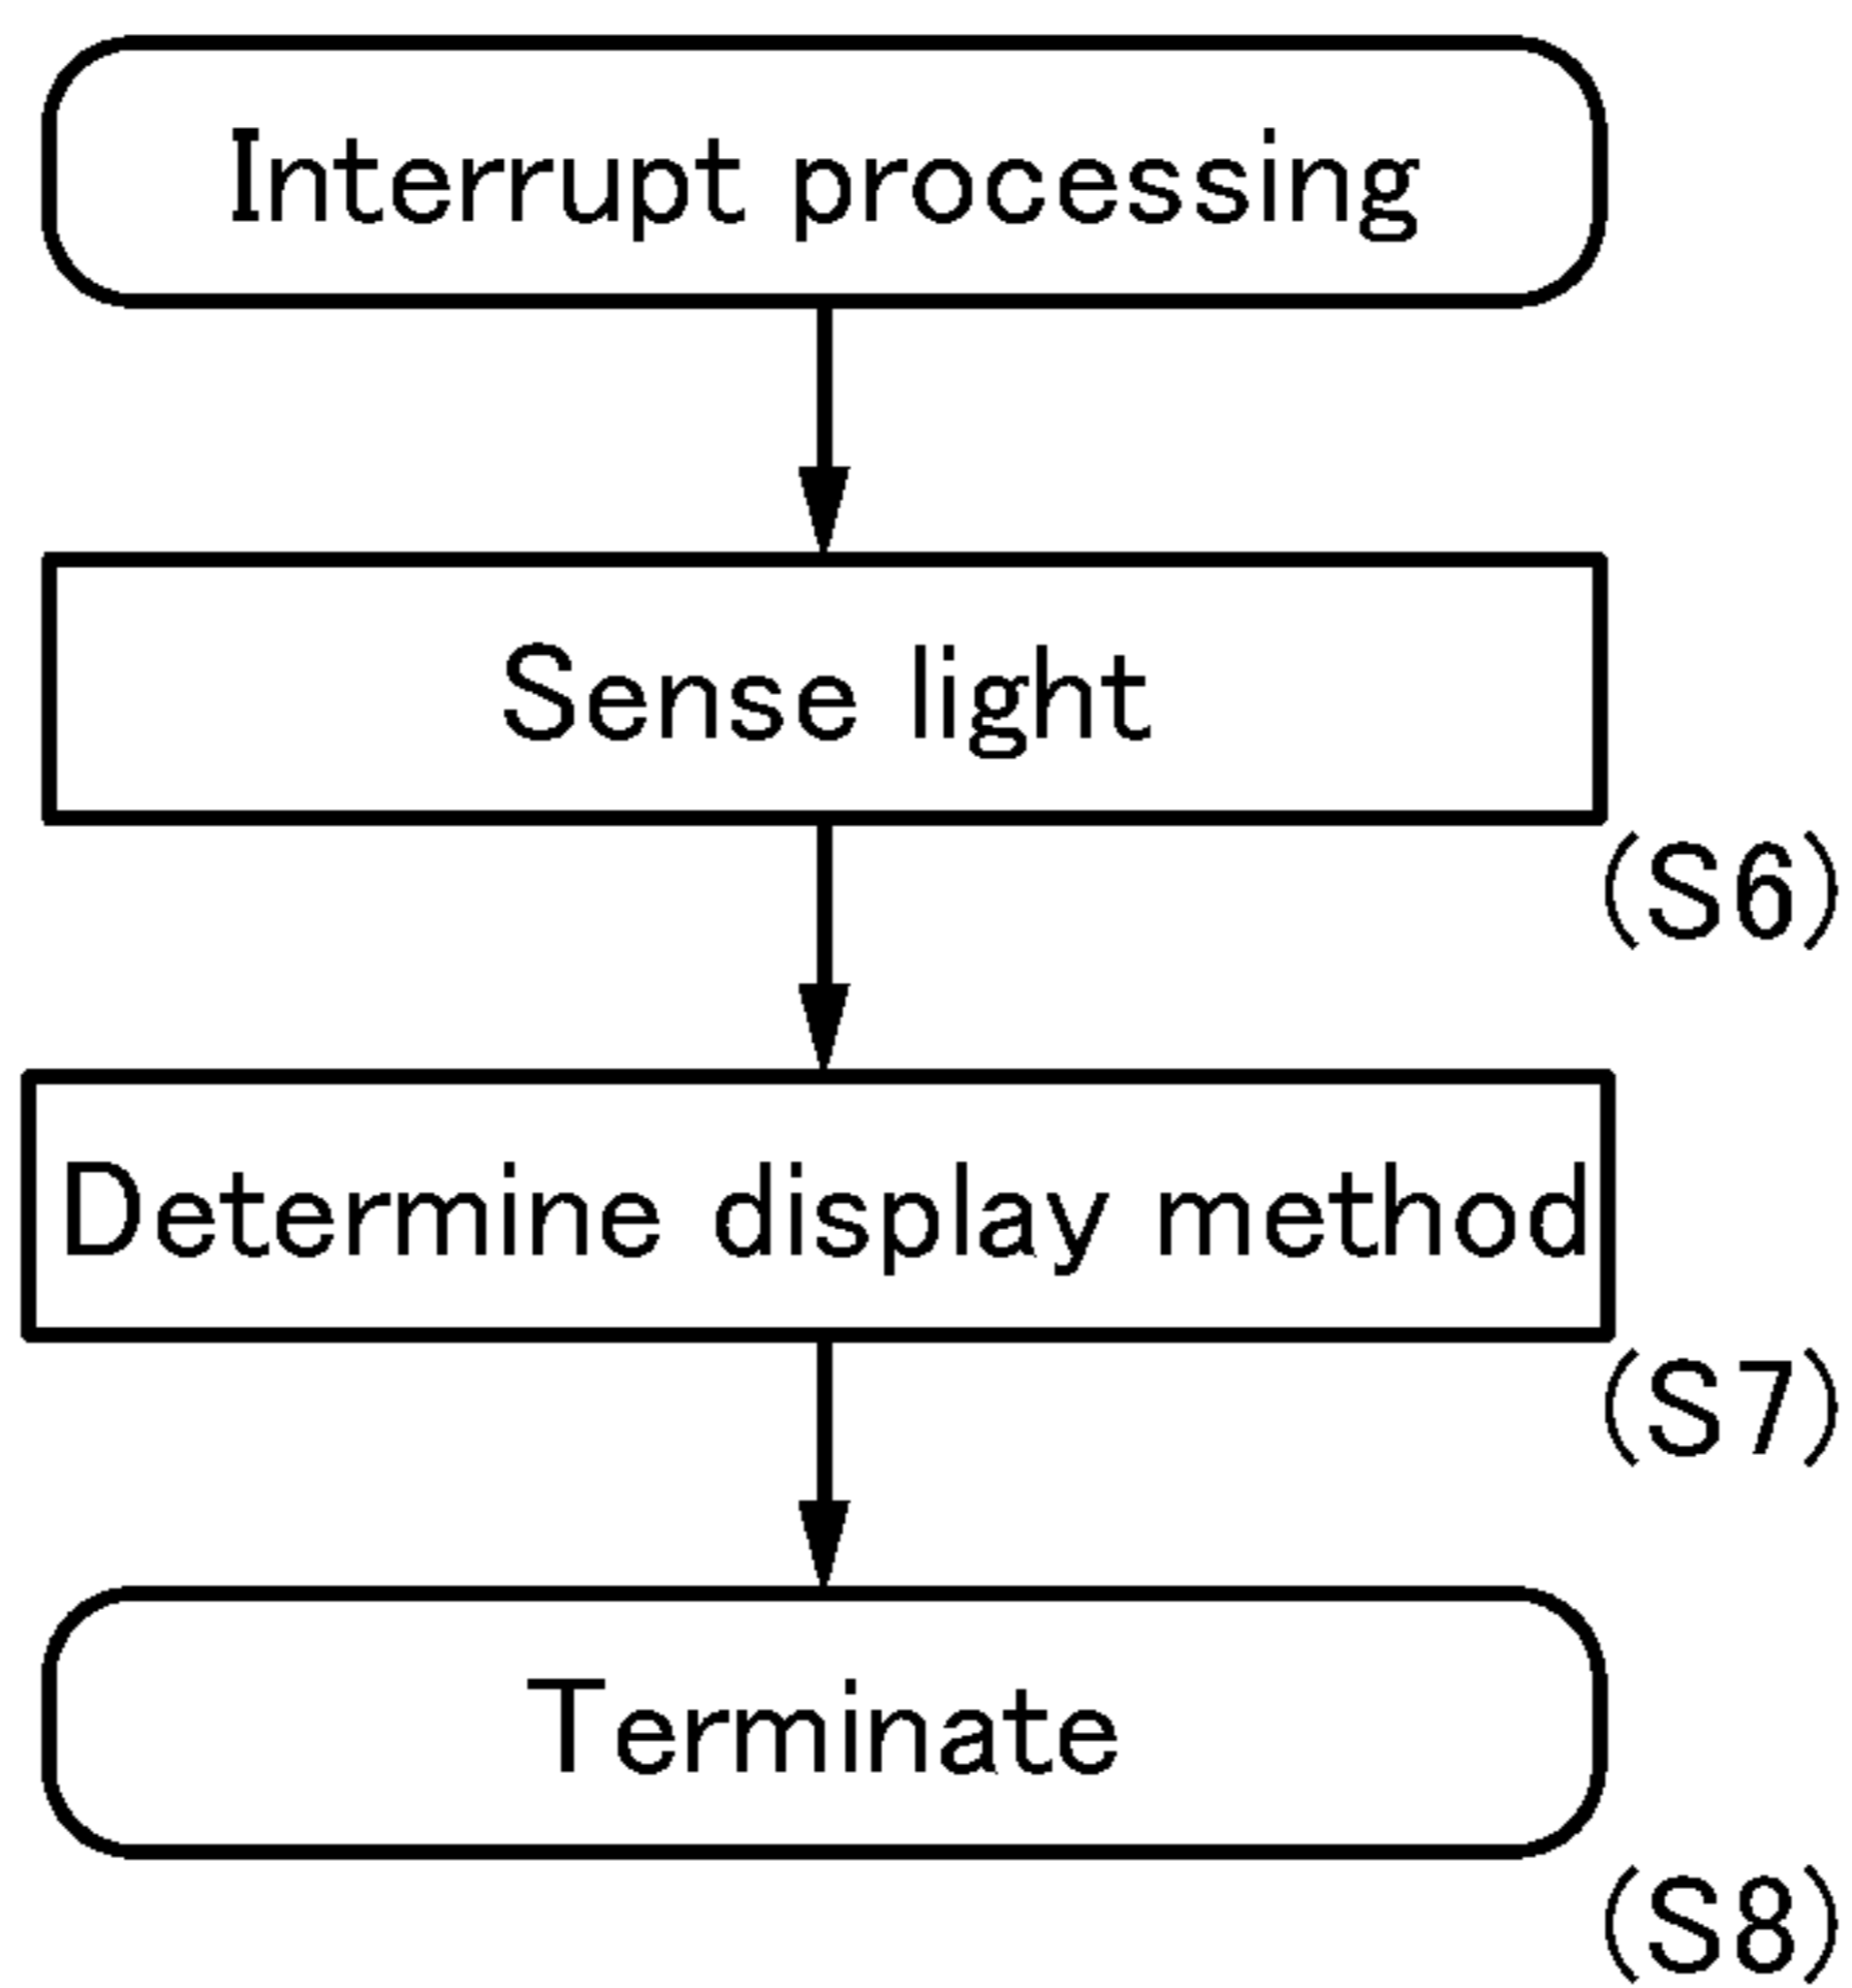 Interrupt processing
Sense light
(S6)
Determine display method
(S7)
Terminate
(S8)